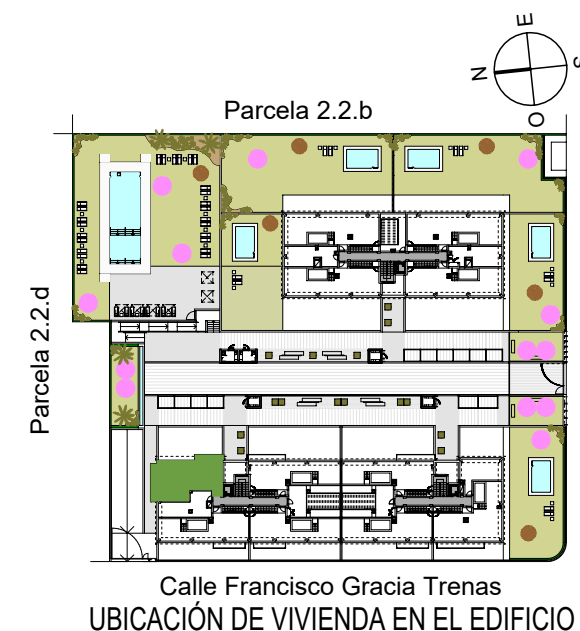 E
N
S
O
Parcela 2.2.b
Parcela 2.2.d
Calle Francisco Gracia Trenas
UBICACIÓN DE VIVIENDA EN EL EDIFICIO